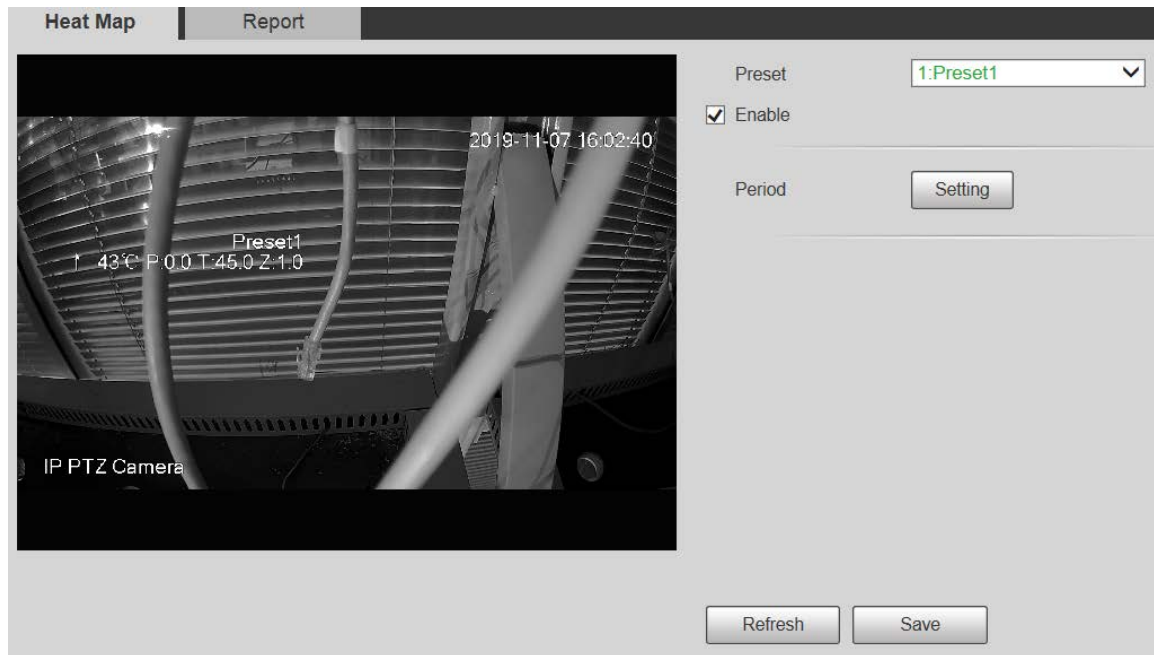 Heat Map
Report
2019-11-07 16:02:40
Preset1
↑ 43℃ P:0.0 T:45.0 Z:1.0
IP PTZ Camera
Preset
1:Preset1
Enable
Period
Setting
Refresh
Save